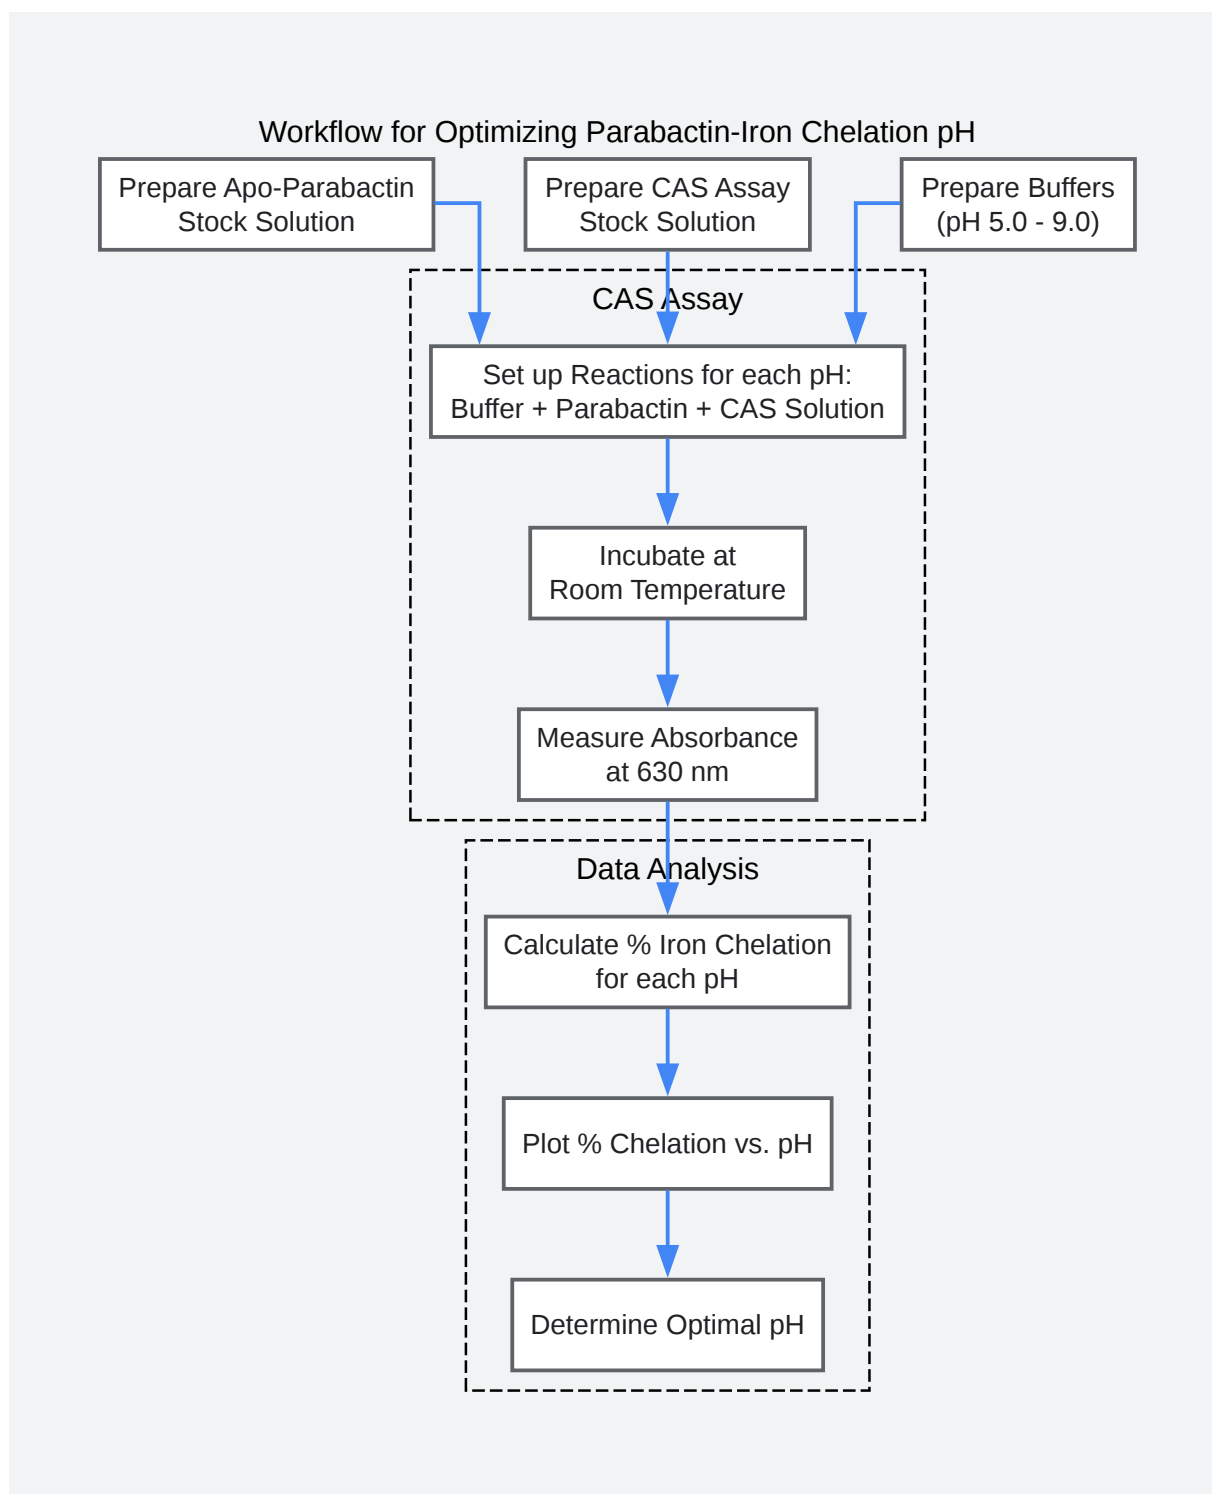 Workflow for Optimizing Parabactin-Iron Chelation pH
Prepare Apo-Parabactin
Stock Solution
Prepare CAS Assay
Stock Solution
Prepare Buffers
(pH 5.0 - 9.0)
CAS Assay
Set up Reactions for each pH:
Buffer + Parabactin + CAS Solution
Incubate at
Room Temperature
Measure Absorbance
at 630 nm
Data Analysis
Calculate % Iron Chelation
for each pH
Plot % Chelation vs. pH
Determine Optimal pH